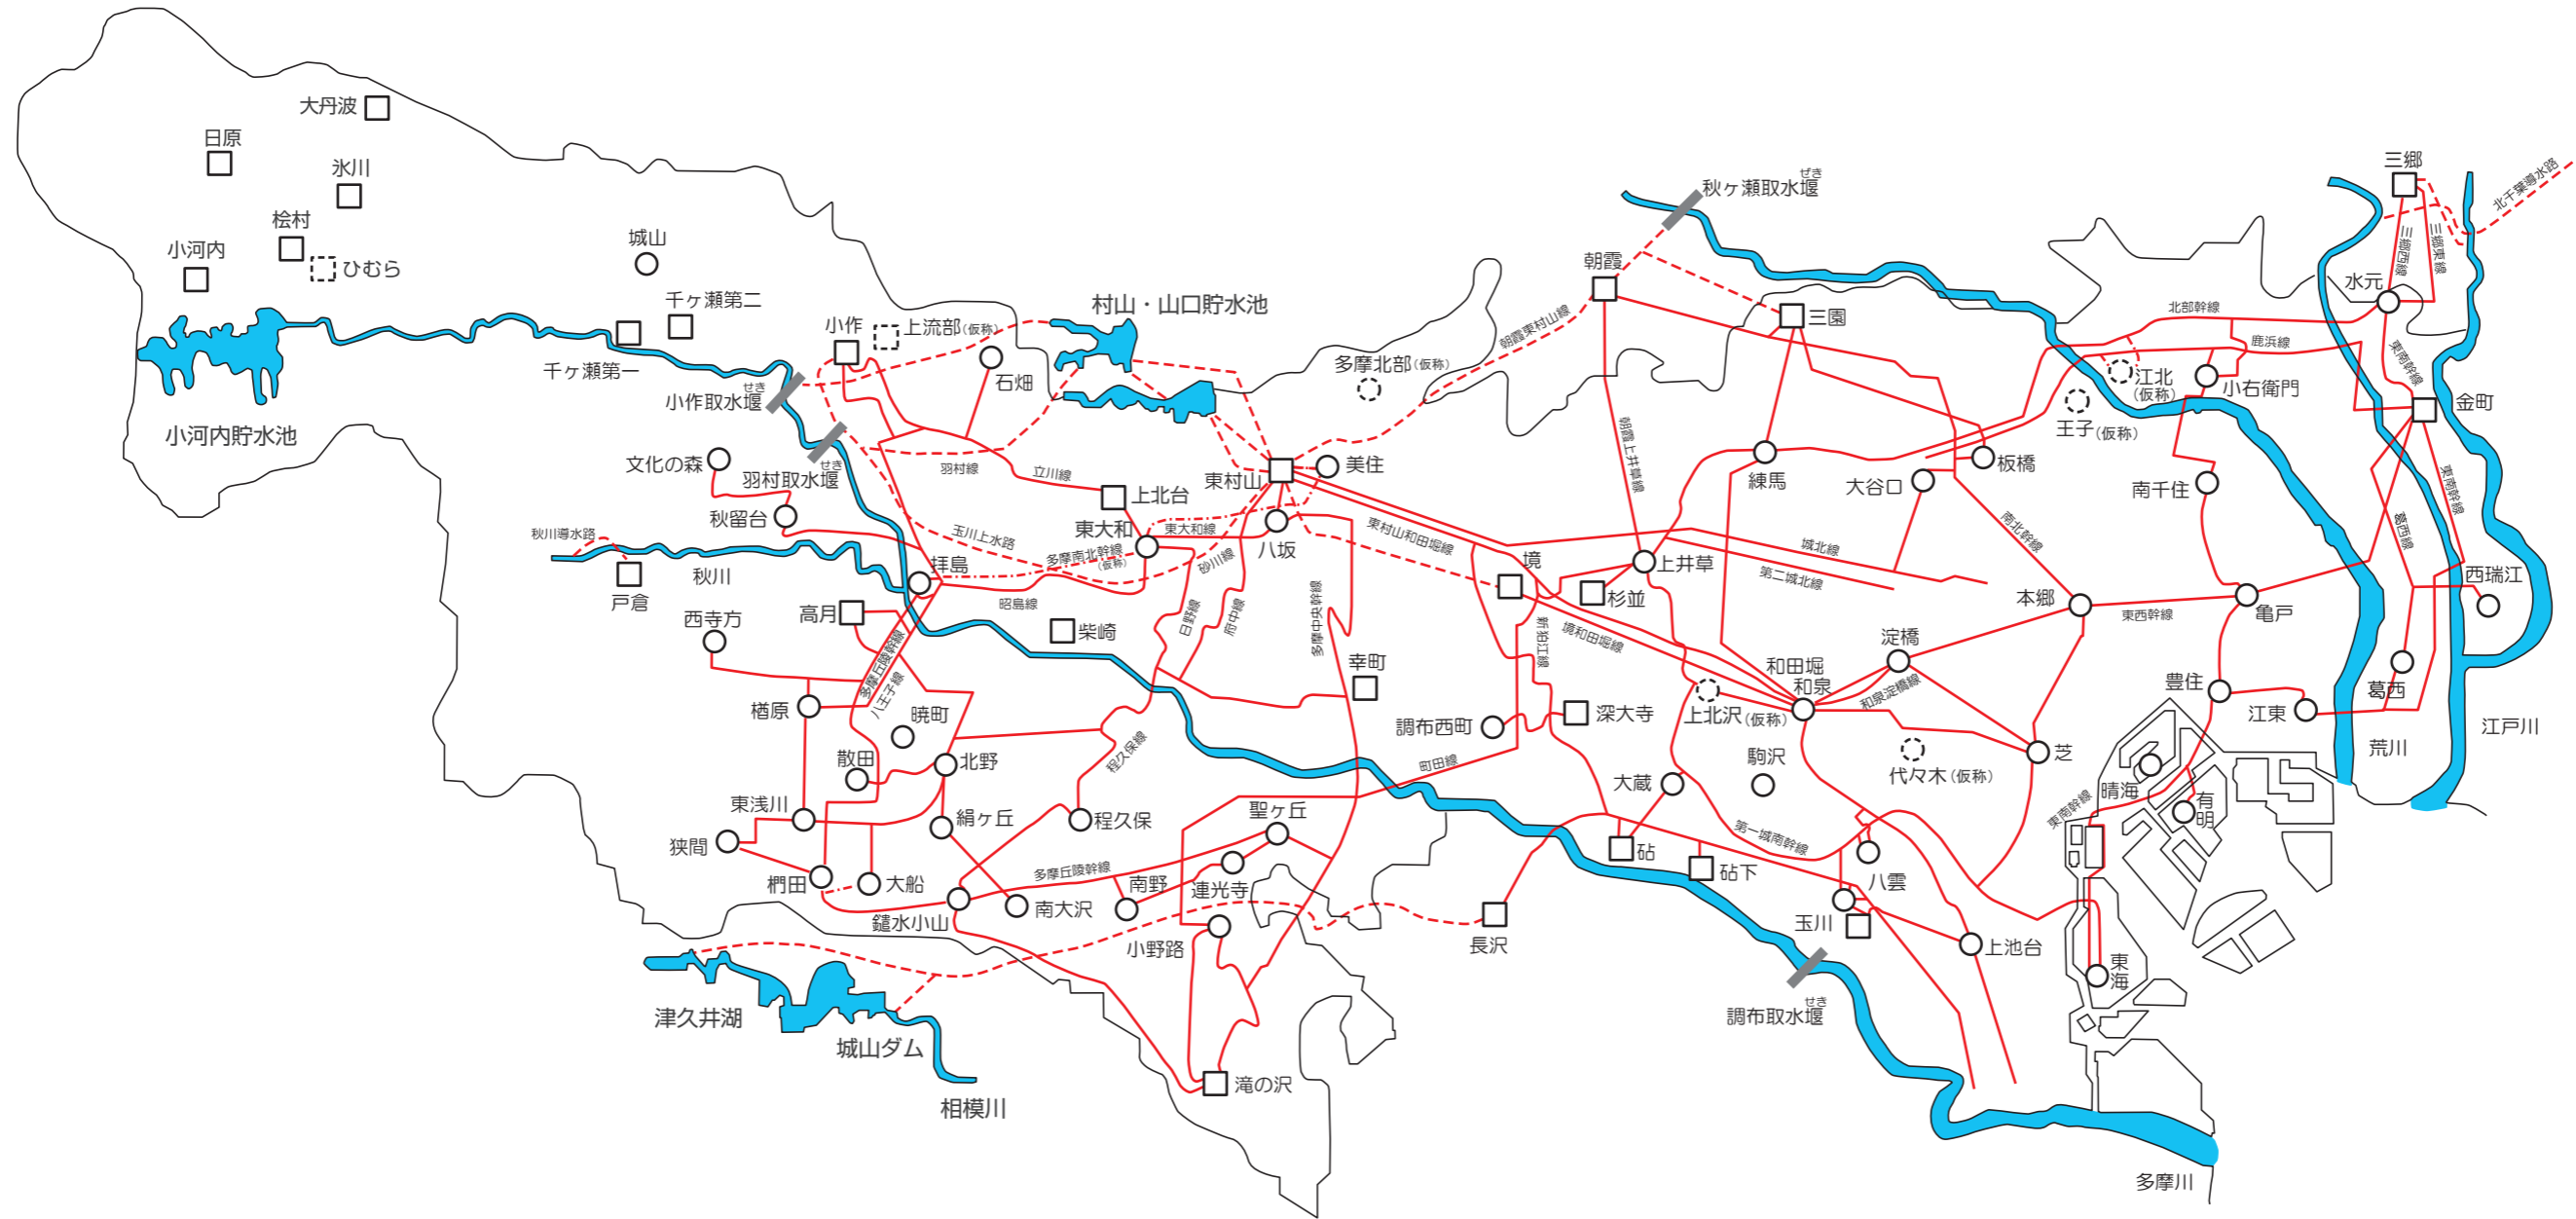 大丹波
日原
氷川
桧村
小河内
ひむら
小河内貯水池
城山
千ヶ瀬第二
千ヶ瀬第一
小作
上流部(仮称)
石畑
村山・山口貯水池
せき
小作取水堰
せき
羽村取水堰
文化の森
秋留台
羽村線
立川線
上北台
東村山
美住
東大和
東大和線
八坂
玉川上水路
多摩南北幹線
(仮称)
砂川線
拝島
昭島線
秋川導水路
秋川
戸倉
高月
西寺方
柴崎
日野線
府中線
多摩中央幹線
幸町
多摩丘陵幹線
八王子線
楢原
暁町
散田
北野
東浅川
絹ヶ丘
狭間
椚田
大船
程久保線
程久保
聖ヶ丘
多摩丘陵幹線
南野
連光寺
南大沢
鑓水小山
小野路
滝の沢
津久井湖
城山ダム
相模川
多摩北部(仮称)
朝霞東村山線
朝霞
せき
秋ヶ瀬取水堰
三園
朝霞上井草線
東村山和田堀線
境
杉並
上井草
練馬
大谷口
板橋
城北線
第二城北線
南北幹線
境和田堀線
新狛江線
調布西町
深大寺
町田線
上北沢(仮称)
和田堀
和泉
淀橋
和泉淀橋線
本郷
東西幹線
代々木(仮称)
駒沢
芝
大蔵
第一城南幹線
砧
砧下
長沢
八雲
玉川
上池台
せき
調布取水堰
多摩川
三郷
北千葉導水路
三郷西線
三郷東線
水元
北部幹線
鹿浜線
東南幹線
江北
(仮称)
小右衛門
王子(仮称)
金町
南千住
東南幹線
葛西線
西瑞江
亀戸
豊住
江東
葛西
荒川
江戸川
晴海
有明
東南幹線
東海